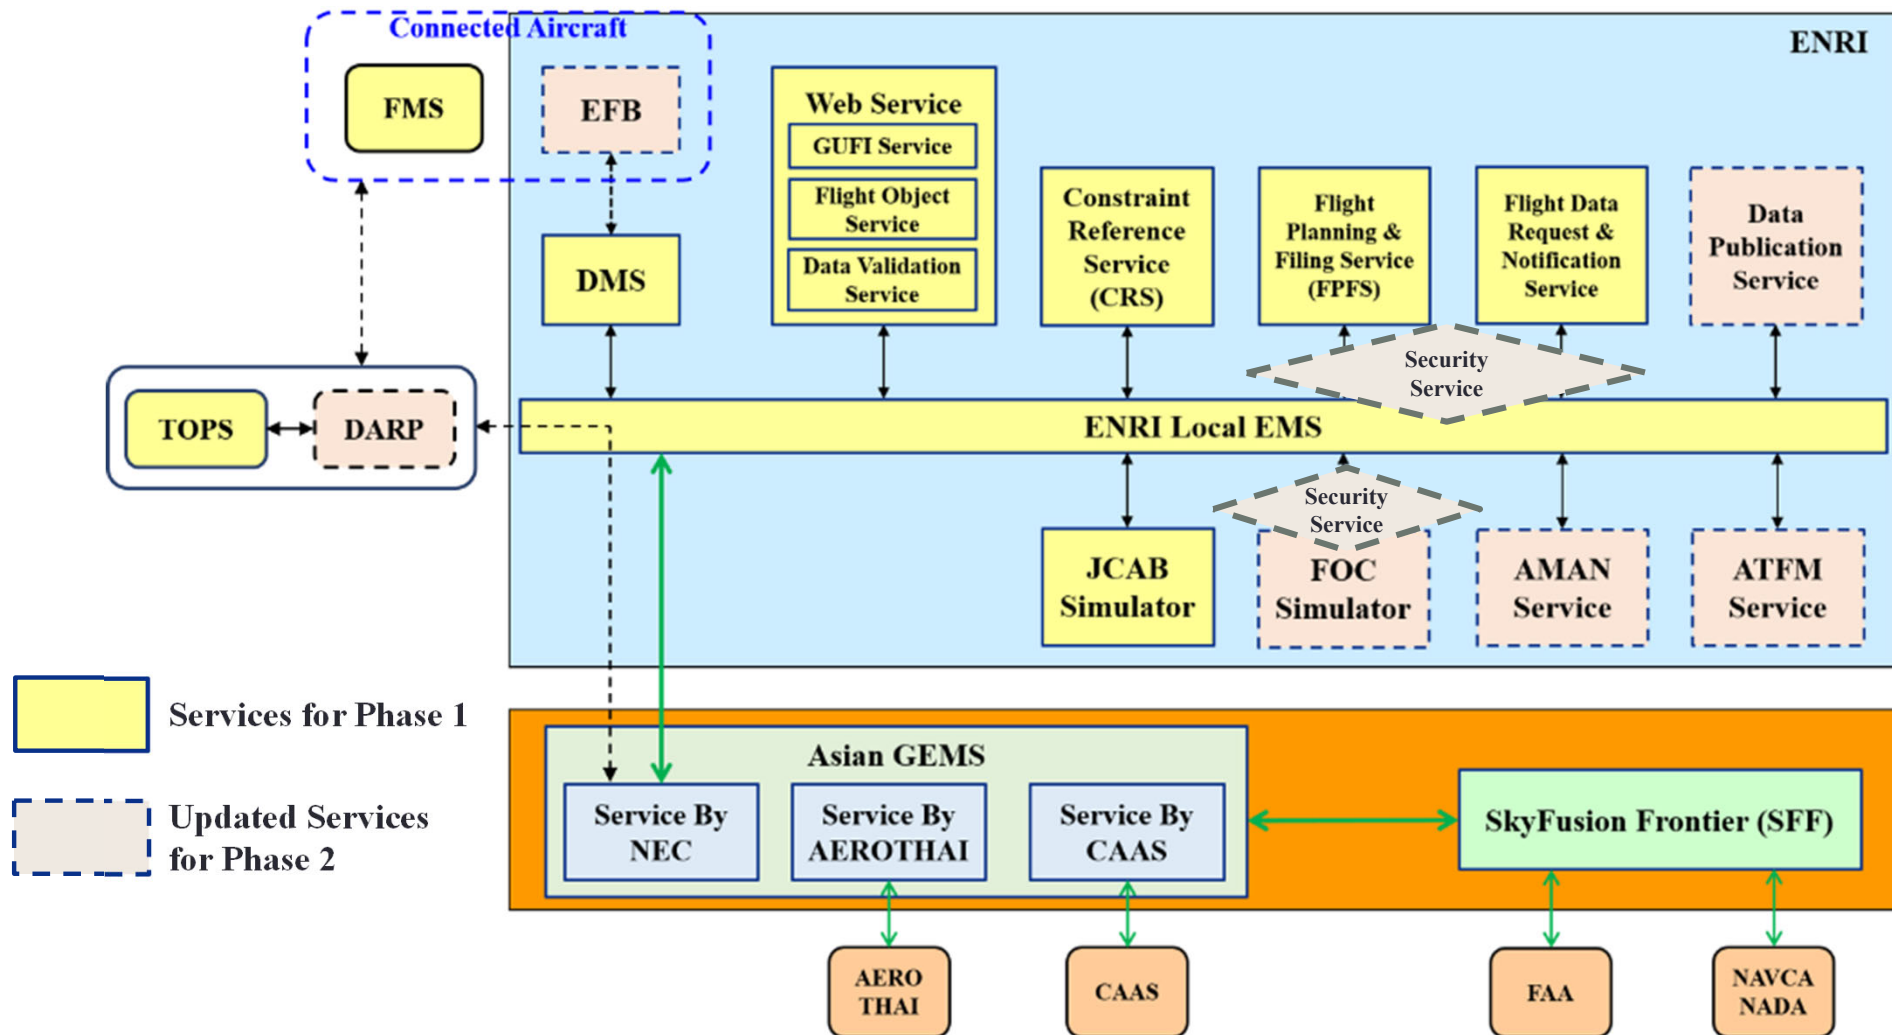 Connected Aircraft
ENRI
FMS
EFB
Web Service
GUFI Service
Flight Object
Service
Data Validation
Service
DMS
Constraint
Reference
Service
(CRS)
Flight
Planning &
Filing Service
(FPFS)
Flight Data
Request &
Notification
Service
Data
Publication
Service
Security
Service
TOPS
DARP
ENRI Local EMS
Security
Service
JCAB
Simulator
FOC
Simulator
AMAN
Service
ATFM
Service
Services for Phase 1
Updated Services
for Phase 2
Asian GEMS
Service By
NEC
Service By
AEROTHAI
Service By
CAAS
SkyFusion Frontier (SFF)
AERO
THAI
CAAS
FAA
NAVCA
NADA